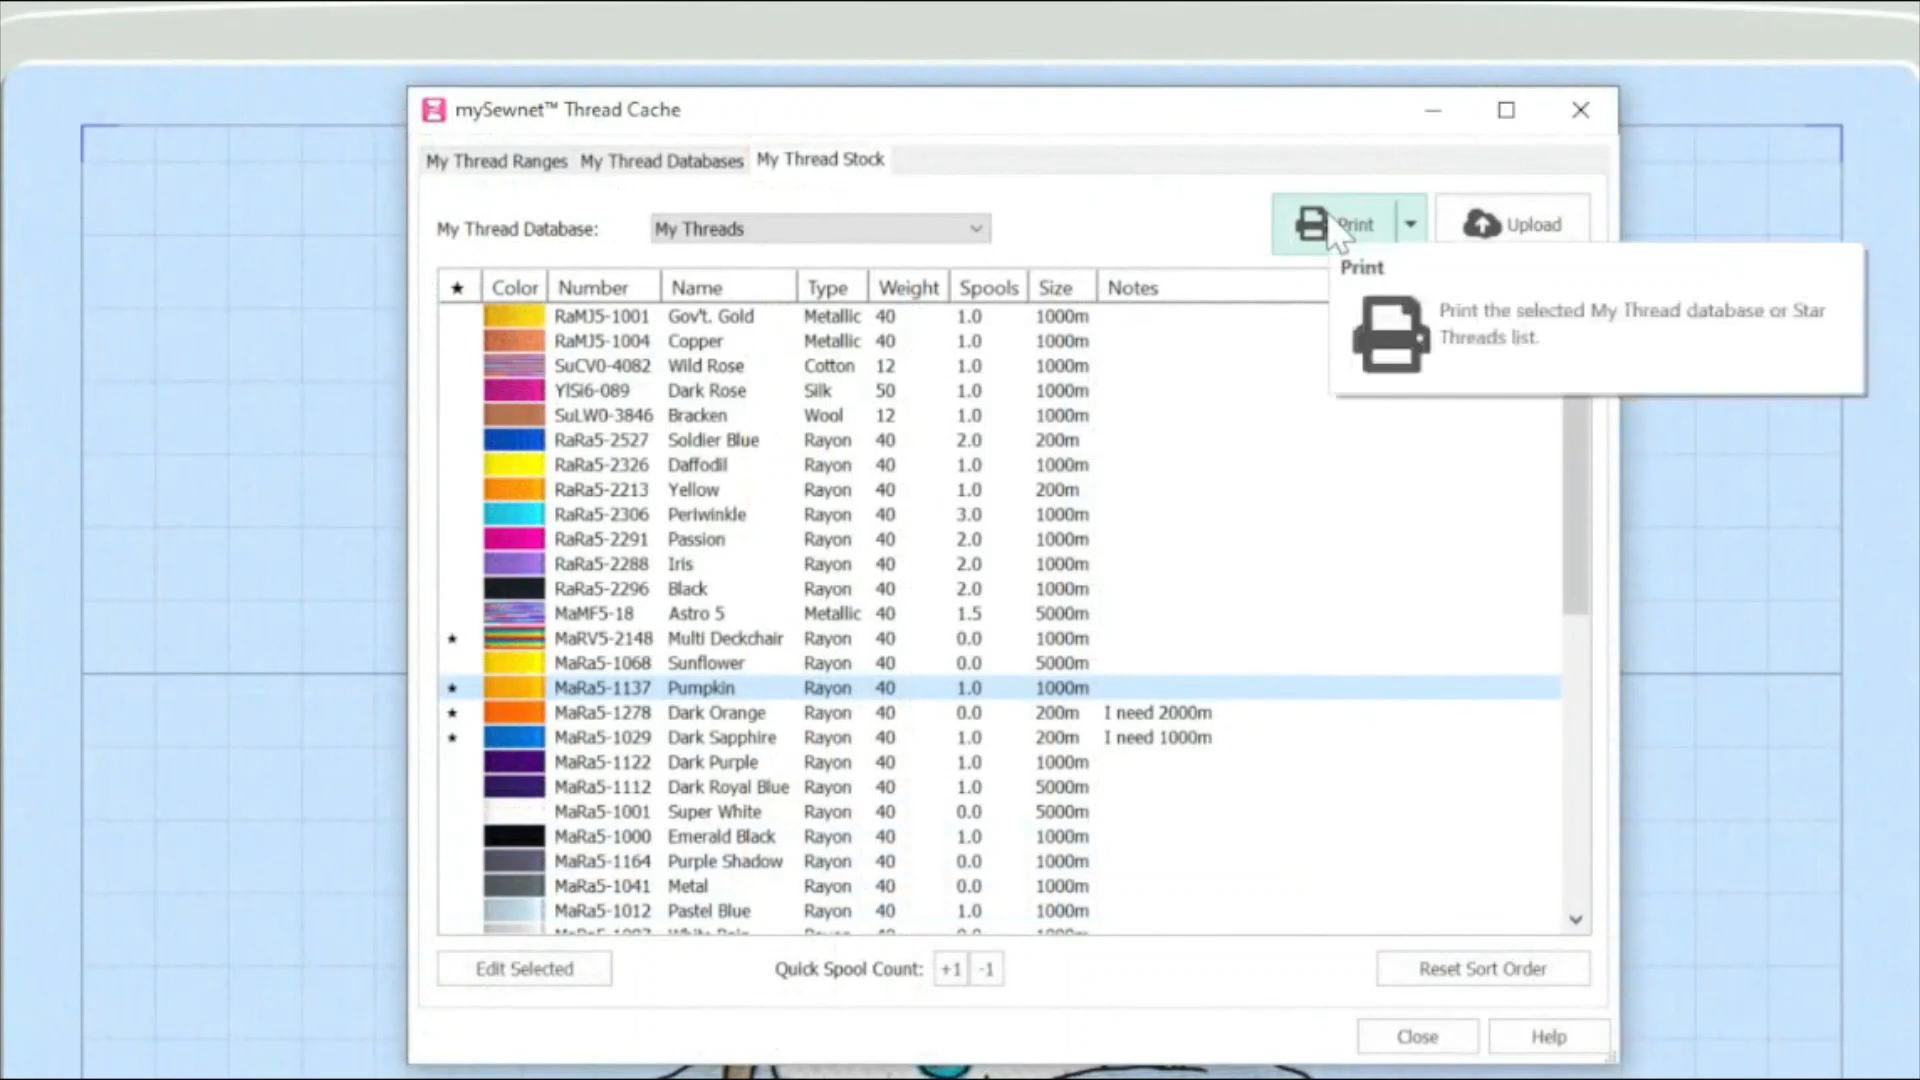 mySewnet™ Thread Cache
My Thread Ranges My Thread Databases My Thread Stock
My Thread Database: My Threads Print Upload
Print
Print the selected My Thread database or Star
Threads list.
★ Color Number Name Type Weight Spools Size Notes
RaMJ5-1001 Gov't. Gold Metallic 40 1.0 1000m
RaMJ5-1004 Copper Metallic 40 1.0 1000m
SuCV0-4082 Wild Rose Cotton 12 1.0 1000m
YlSi6-089 Dark Rose Silk 50 1.0 1000m
SuLW0-3846 Bracken Wool 12 1.0 1000m
RaRa5-2527 Soldier Blue Rayon 40 2.0 200m
RaRa5-2326 Daffodil Rayon 40 1.0 1000m
RaRa5-2213 Yellow Rayon 40 1.0 200m
RaRa5-2306 Periwinkle Rayon 40 3.0 1000m
RaRa5-2291 Passion Rayon 40 2.0 1000m
RaRa5-2288 Iris Rayon 40 2.0 1000m
RaRa5-2296 Black Rayon 40 2.0 1000m
MaMF5-18 Astro 5 Metallic 40 1.5 5000m
★ MaRV5-2148 Multi Deckchair Rayon 40 0.0 1000m
MaRa5-1068 Sunflower Rayon 40 0.0 5000m
★ MaRa5-1137 Pumpkin Rayon 40 1.0 1000m
★ MaRa5-1278 Dark Orange Rayon 40 0.0 200m I need 2000m
★ MaRa5-1029 Dark Sapphire Rayon 40 1.0 200m I need 1000m
MaRa5-1122 Dark Purple Rayon 40 1.0 1000m
MaRa5-1112 Dark Royal Blue Rayon 40 1.0 5000m
MaRa5-1001 Super White Rayon 40 0.0 5000m
MaRa5-1000 Emerald Black Rayon 40 1.0 1000m
MaRa5-1164 Purple Shadow Rayon 40 0.0 1000m
MaRa5-1041 Metal Rayon 40 0.0 1000m
MaRa5-1012 Pastel Blue Rayon 40 1.0 1000m
Edit Selected Quick Spool Count: +1 -1 Reset Sort Order
Close Help